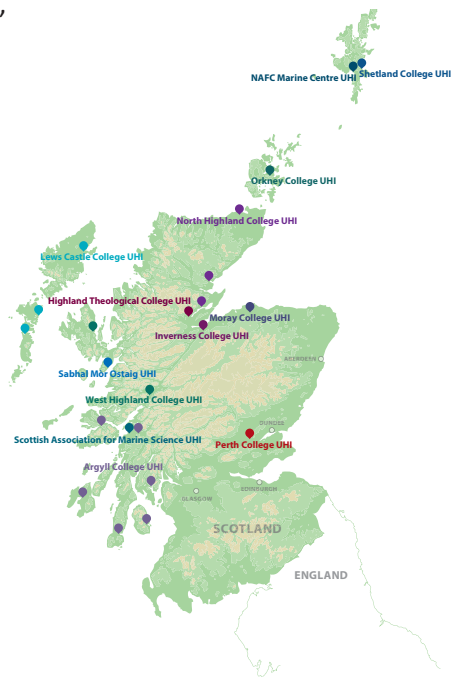 ,
NAFC Marine Centre UHI
Shetland College UHI
Orkney College UHI
North Highland College UHI
Lews Castle College UHI
Highland Theological College UHI
Moray College UHI
Inverness College UHI
ABERDEEN
Sabhal Mòr Ostaig UHI
West Highland College UHI
DUNDEE
Scottish Association for Marine Science UHI
Perth College UHI
Argyll College UHI
EDINBURGH
GLASGOW
SCOTLAND
ENGLAND